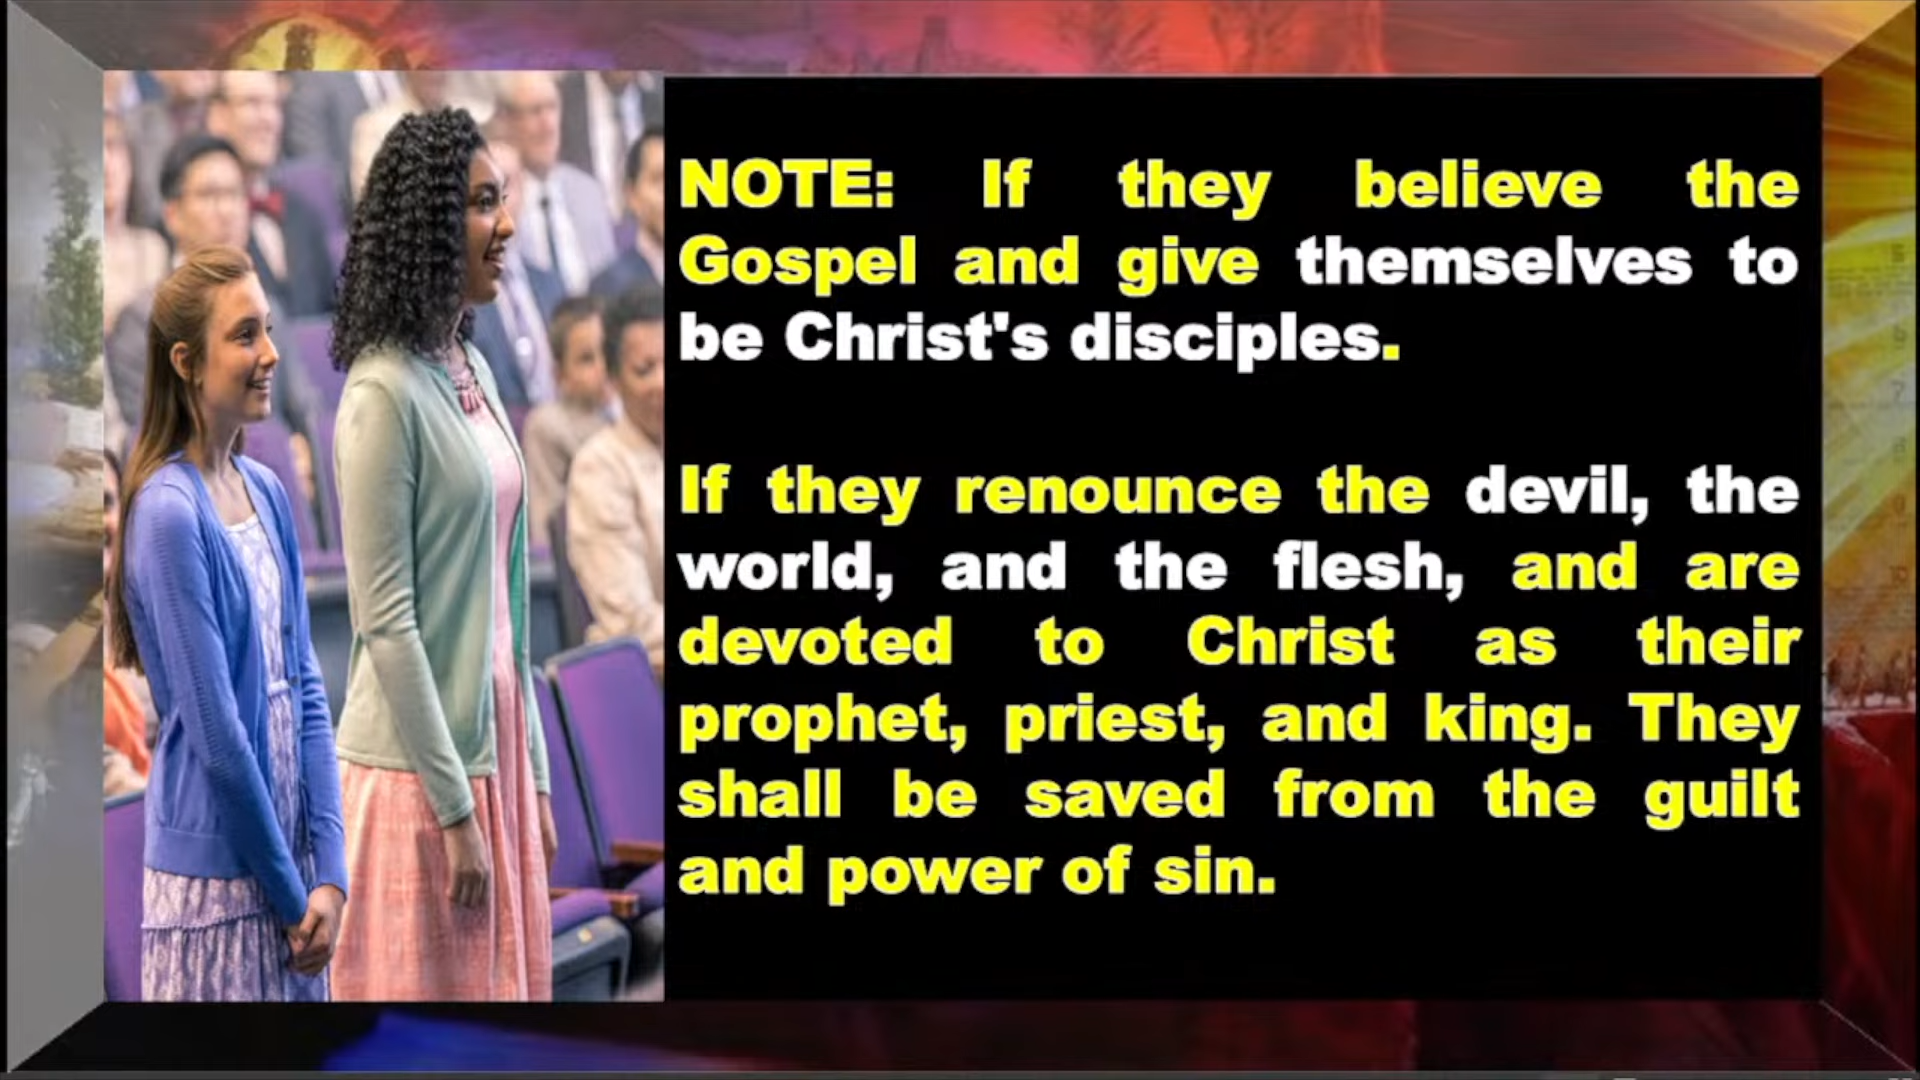 NOTE: If they believe the
Gospel and give themselves to
be Christ's disciples.
If they renounce the devil, the
world, and the flesh, and are
devoted to Christ as their
prophet, priest, and king. They
shall be saved from the guilt
and power of sin.